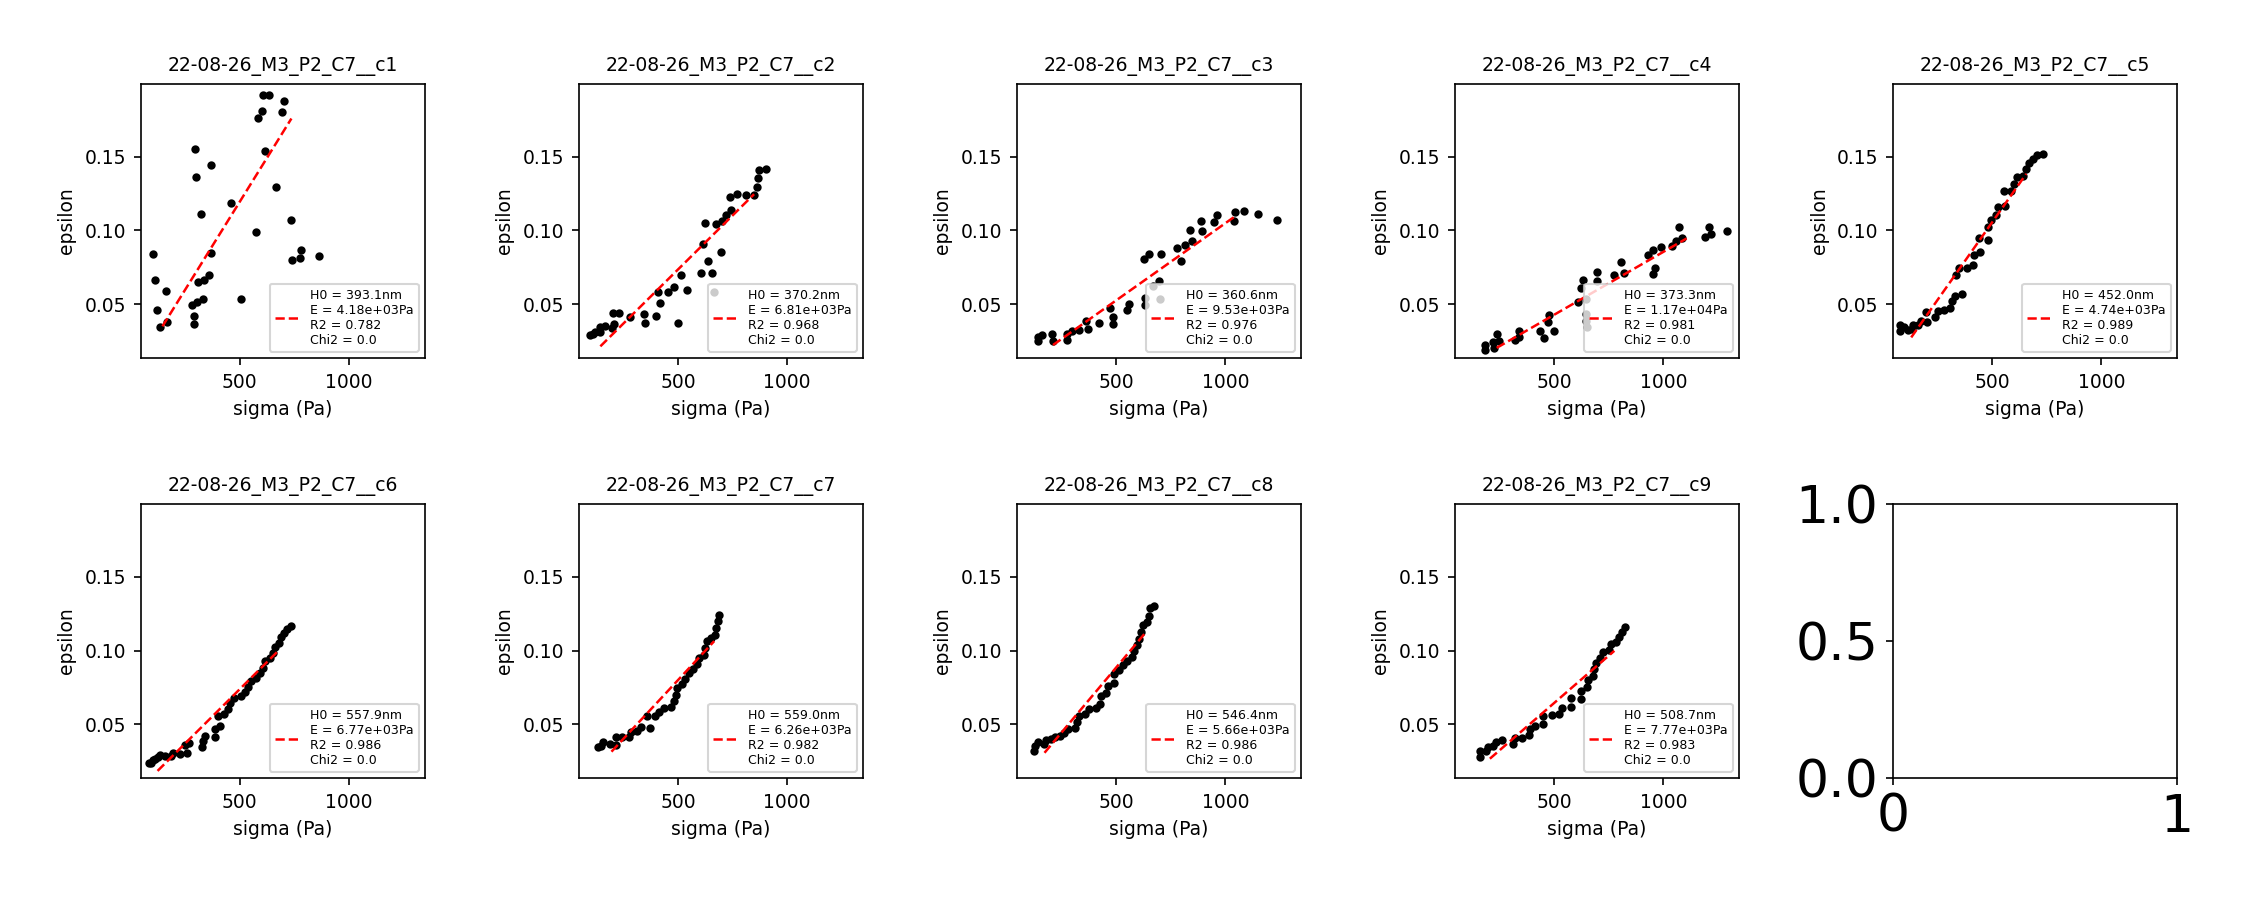 22-08-26_M3_P2_C7__c1
0.15
0.10
0.05
epsilon
500 1000
sigma (Pa)
H0 = 393.1nm
E = 4.18e+03Pa
R2 = 0.782
Chi2 = 0.0
22-08-26_M3_P2_C7__c2
0.15
0.10
0.05
epsilon
500 1000
sigma (Pa)
H0 = 370.2nm
E = 6.81e+03Pa
R2 = 0.968
Chi2 = 0.0
22-08-26_M3_P2_C7__c3
0.15
0.10
0.05
epsilon
500 1000
sigma (Pa)
H0 = 360.6nm
E = 9.53e+03Pa
R2 = 0.976
Chi2 = 0.0
22-08-26_M3_P2_C7__c4
0.15
0.10
0.05
epsilon
500 1000
sigma (Pa)
H0 = 373.3nm
E = 1.17e+04Pa
R2 = 0.981
Chi2 = 0.0
22-08-26_M3_P2_C7__c5
0.15
0.10
0.05
epsilon
500 1000
sigma (Pa)
H0 = 452.0nm
E = 4.74e+03Pa
R2 = 0.989
Chi2 = 0.0
22-08-26_M3_P2_C7__c6
0.15
0.10
0.05
epsilon
500 1000
sigma (Pa)
H0 = 557.9nm
E = 6.77e+03Pa
R2 = 0.986
Chi2 = 0.0
22-08-26_M3_P2_C7__c7
0.15
0.10
0.05
epsilon
500 1000
sigma (Pa)
H0 = 559.0nm
E = 6.26e+03Pa
R2 = 0.982
Chi2 = 0.0
22-08-26_M3_P2_C7__c8
0.15
0.10
0.05
epsilon
500 1000
sigma (Pa)
H0 = 546.4nm
E = 5.66e+03Pa
R2 = 0.986
Chi2 = 0.0
22-08-26_M3_P2_C7__c9
0.15
0.10
0.05
epsilon
500 1000
sigma (Pa)
H0 = 508.7nm
E = 7.77e+03Pa
R2 = 0.983
Chi2 = 0.0
1.0
0.5
0.0
0 1